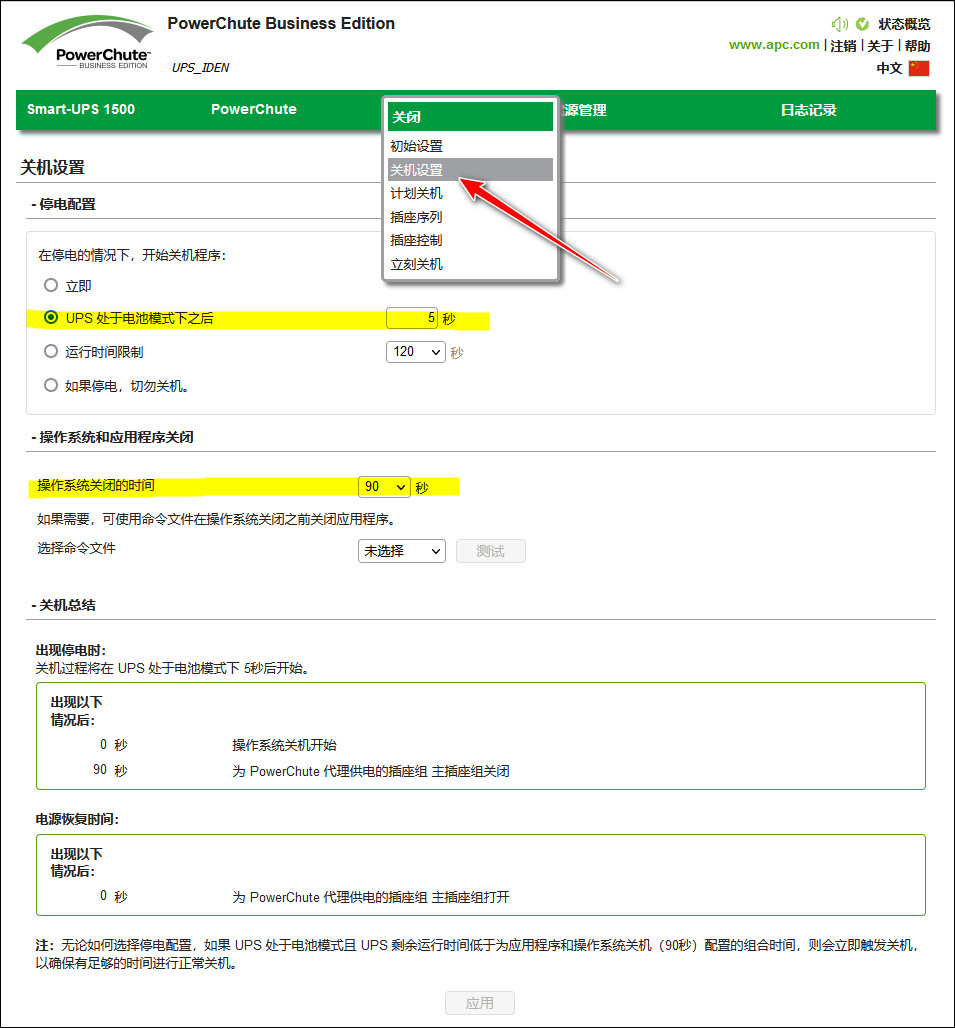 PowerChute Business Edition
状态概览
PowerChute™
BUSINESS EDITION
www.apc.com | 注销 | 关于 | 帮助
UPS_IDEN
中文
Smart-UPS 1500
PowerChute
关闭
源管理
日志记录
初始设置
关机设置
计划关机
插座序列
插座控制
立刻关机
关机设置
- 停电配置
在停电的情况下，开始关机程序：
立即
UPS 处于电池模式下之后 5 秒
运行时间限制 120 秒
如果停电，切勿关机。
- 操作系统和应用程序关闭
操作系统关闭的时间 90 秒
如果需要，可使用命令文件在操作系统关闭之前关闭应用程序。
选择命令文件 未选择 测试
- 关机总结
出现停电时：
关机过程将在 UPS 处于电池模式下 5秒后开始。
出现以下
情况后：
0 秒 操作系统关机开始
90 秒 为 PowerChute 代理供电的插座组 主插座组关闭
电源恢复时间：
出现以下
情况后：
0 秒 为 PowerChute 代理供电的插座组 主插座组打开
注：无论如何选择停电配置，如果 UPS 处于电池模式且 UPS 剩余运行时间低于为应用程序和操作系统关机（90秒）配置的组合时间，则会立即触发关机，
以确保有足够的时间进行正常关机。
应用